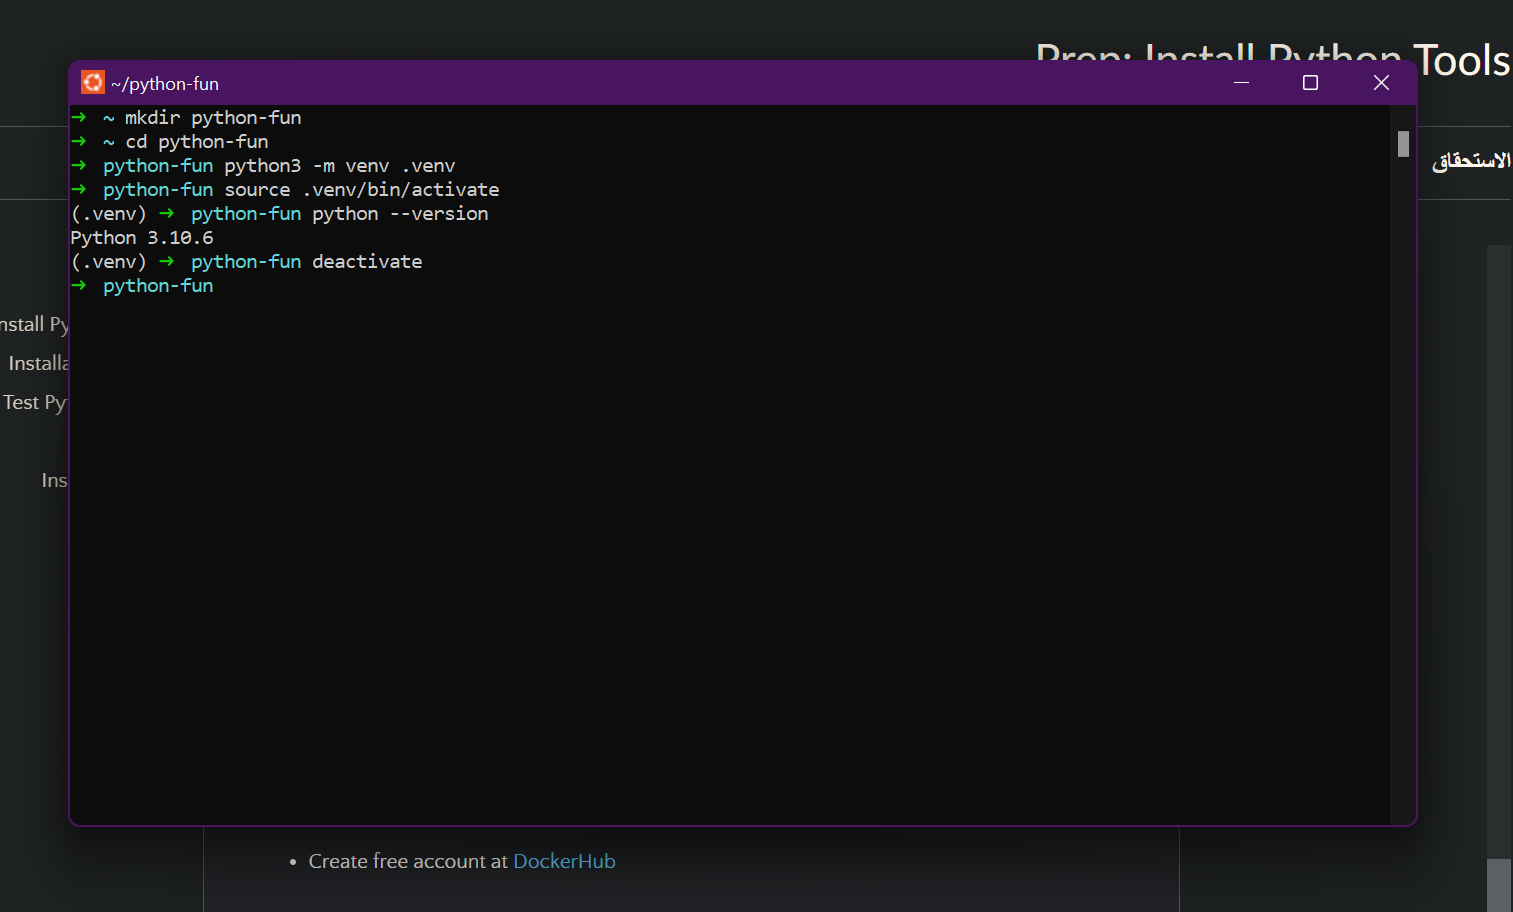 Prep: Install Python Tools
~/python-fun
➜ ~ mkdir python-fun
➜ ~ cd python-fun
➜ python-fun python3 -m venv .venv
➜ python-fun source .venv/bin/activate
(.venv) ➜ python-fun python --version
Python 3.10.6
(.venv) ➜ python-fun deactivate
➜ python-fun
الاستحقاق
nstall Py
Installa
Test Py
Ins
• Create free account at DockerHub